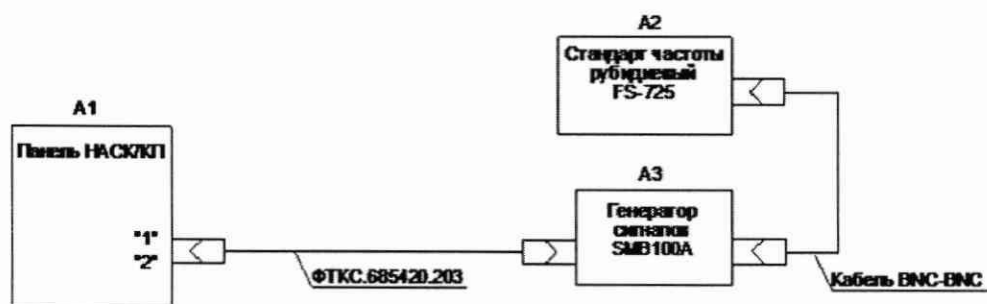 A2
Стандарт частоты
рубидиевый
FS-725
A1
Панель НАСК/КП
A3
Генератор
сигналов
SMB100A
"1"
"2"
ФТКС.685420.203
Кабель BNC-BNC